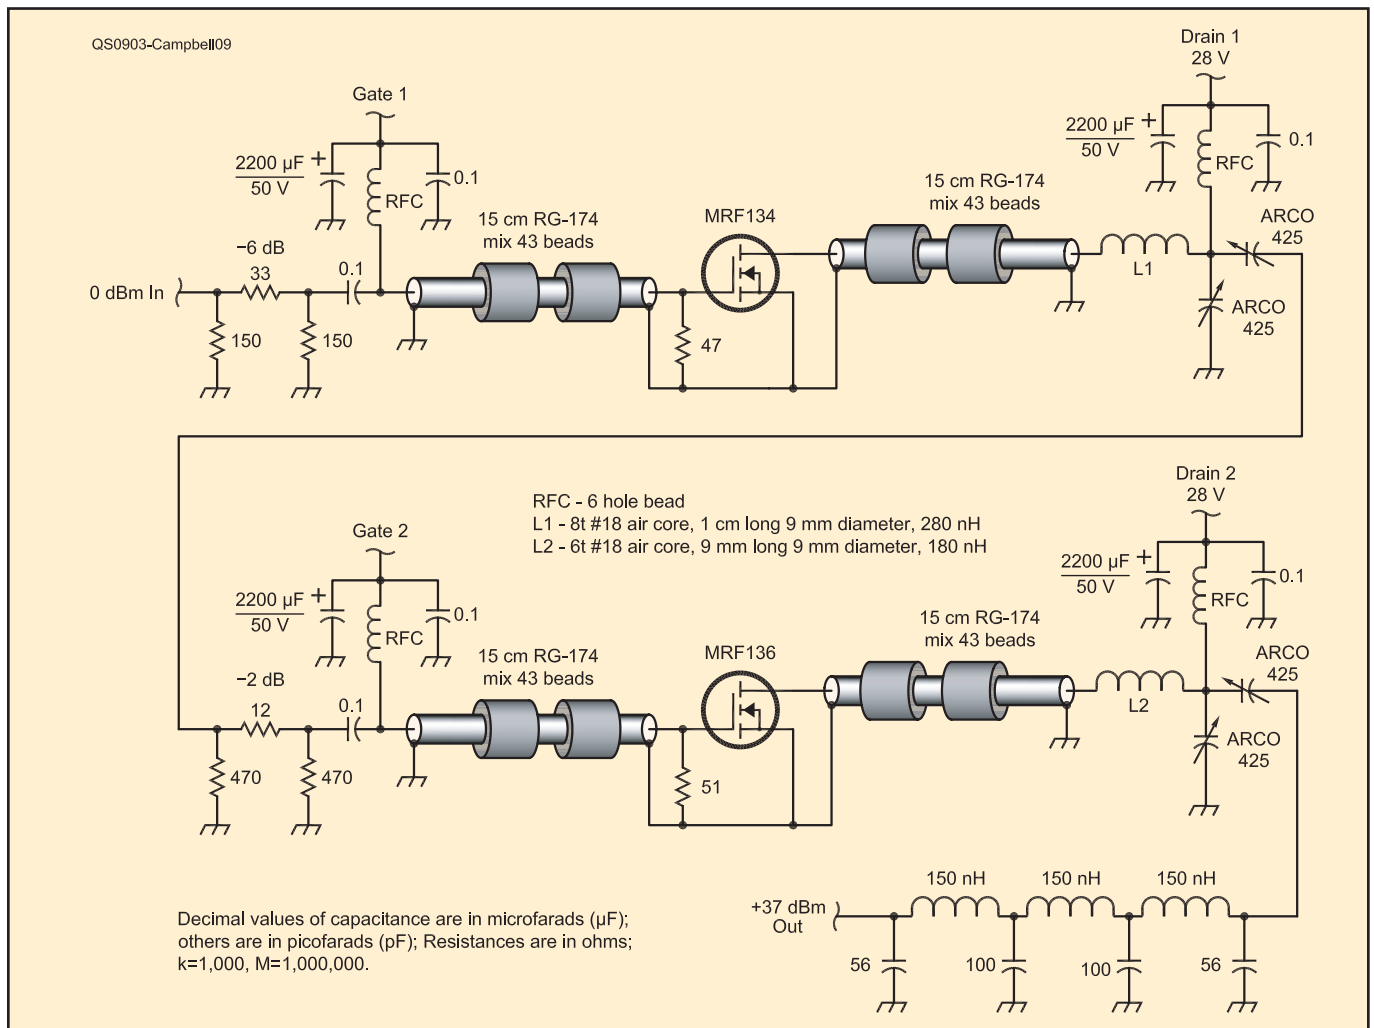 QS0903-Campbell09
Drain 1
28 V
Gate 1
2200 µF +
50 V
RFC
0.1
2200 µF +
50 V
RFC
0.1
15 cm RG-174
mix 43 beads
MRF134
15 cm RG-174
mix 43 beads
ARCO
425
L1
ARCO
425
−6 dB
33
0.1
0 dBm In
150
150
47
RFC - 6 hole bead
L1 - 8t #18 air core, 1 cm long 9 mm diameter, 280 nH
L2 - 6t #18 air core, 9 mm long 9 mm diameter, 180 nH
Drain 2
28 V
Gate 2
2200 µF +
50 V
RFC
0.1
2200 µF +
50 V
RFC
0.1
15 cm RG-174
mix 43 beads
MRF136
15 cm RG-174
mix 43 beads
ARCO
425
L2
ARCO
425
−2 dB
12
0.1
470
470
51
150 nH
150 nH
150 nH
+37 dBm
Out
56
100
100
56
Decimal values of capacitance are in microfarads (µF);
others are in picofarads (pF); Resistances are in ohms;
k=1,000, M=1,000,000.